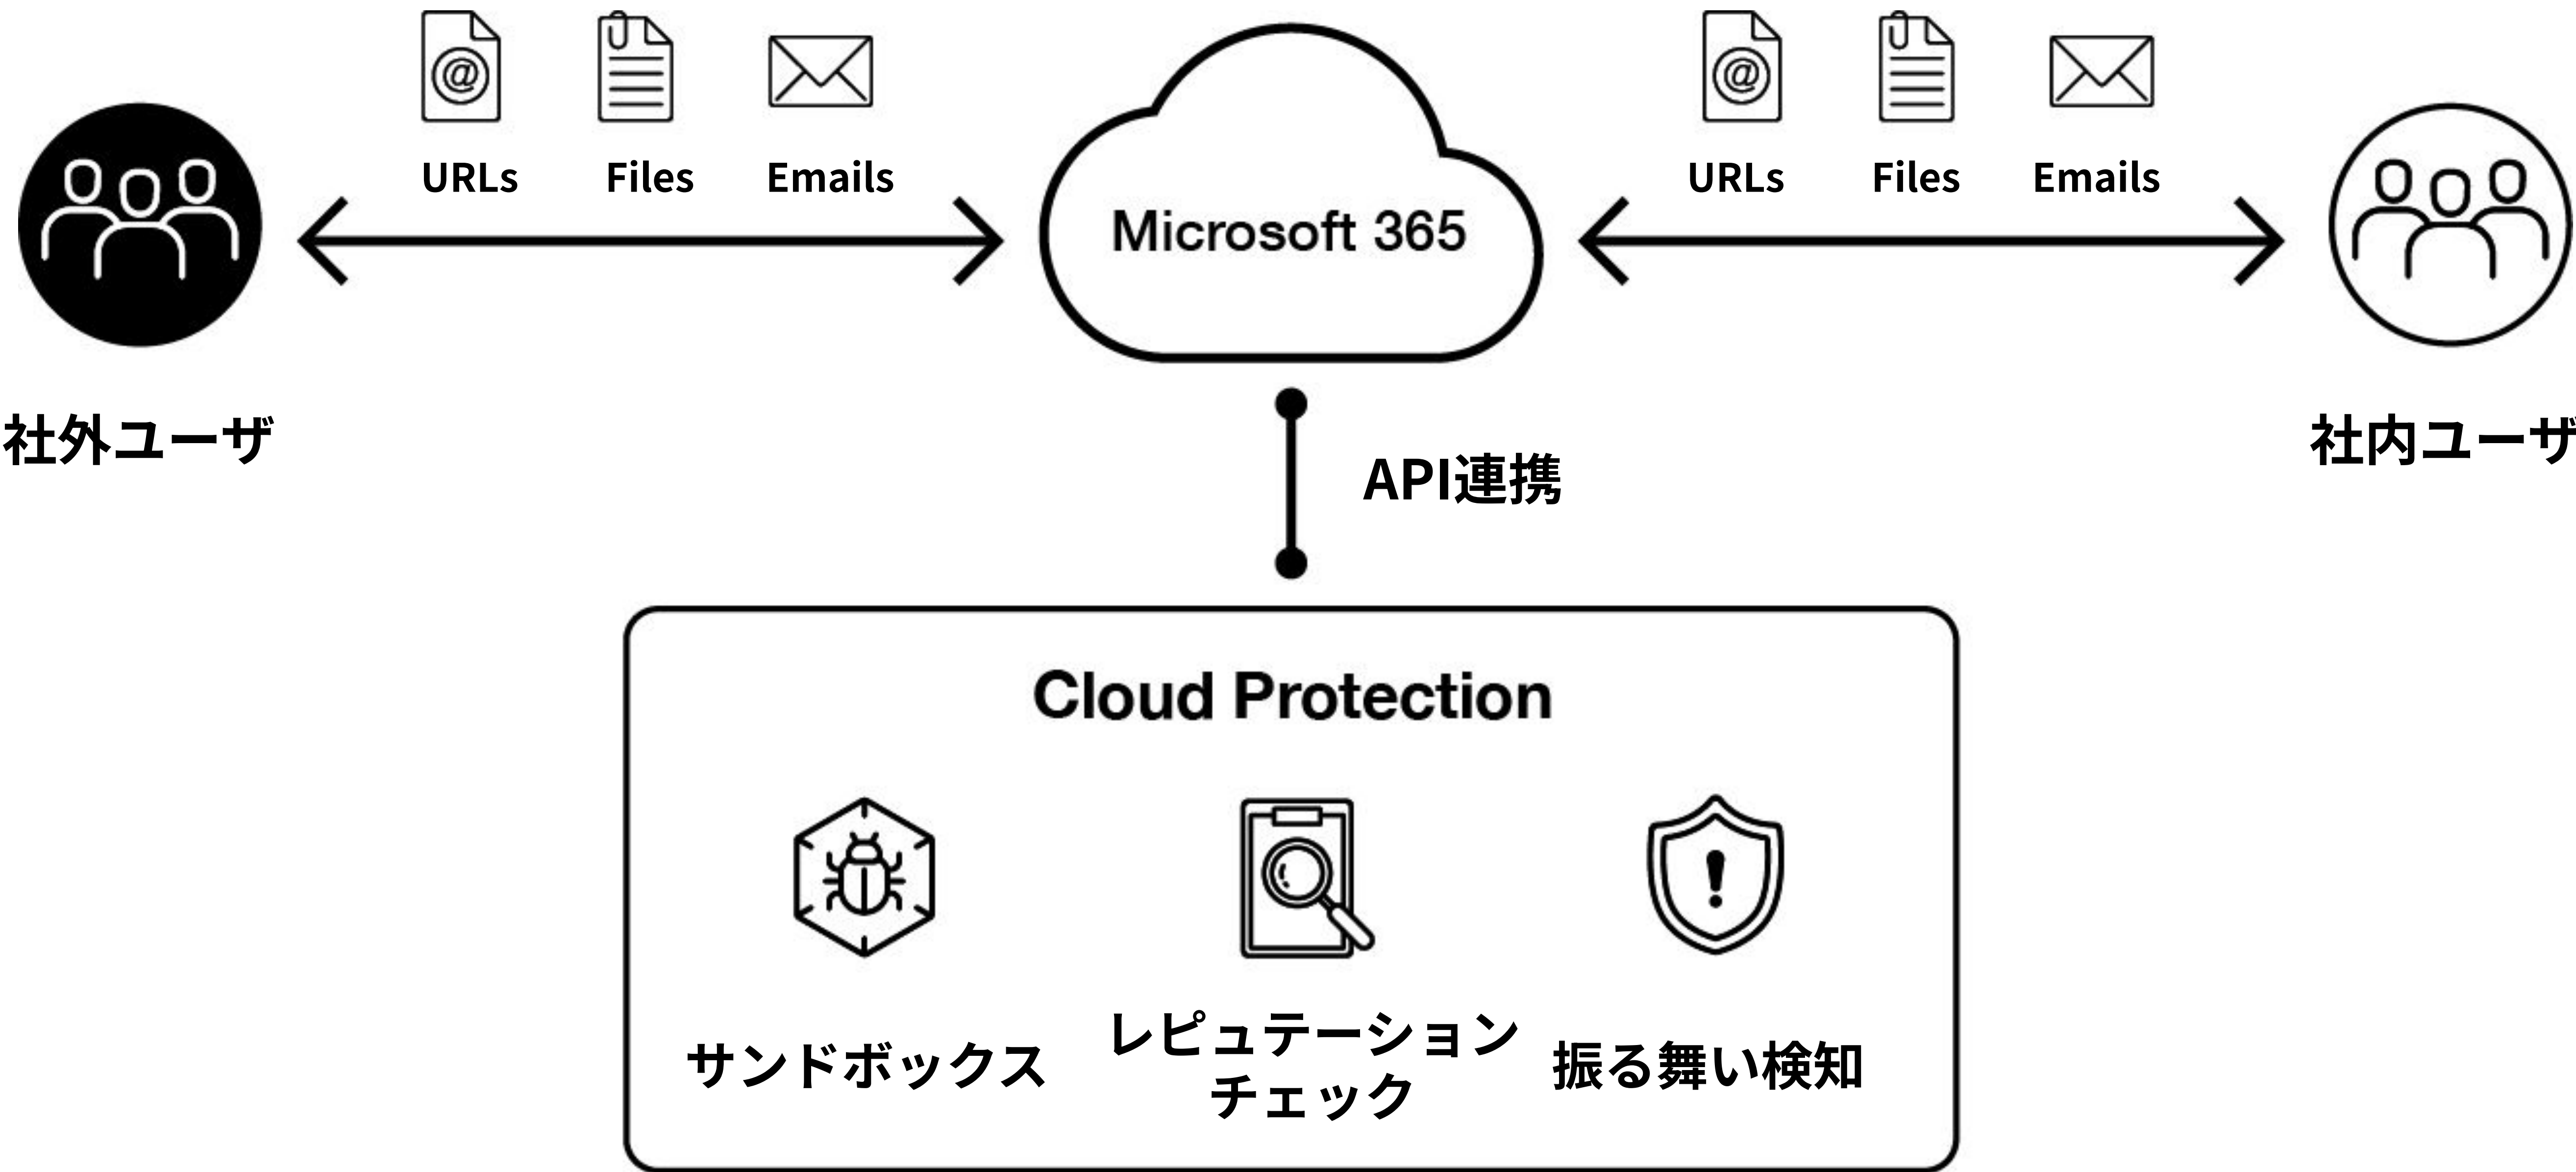 URLs
Files
Emails
URLs
Files
Emails
Microsoft 365
社外ユーザ
社内ユーザ
API連携
Cloud Protection
サンドボックス
レピュテーション
チェック
振る舞い検知